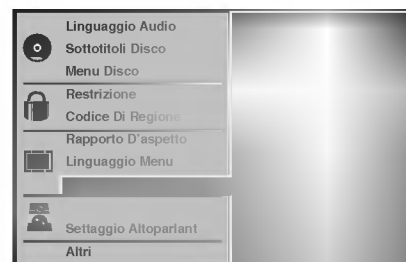 Linguaggio Audio
Sottotitoli Disco
Menu Disco
Restrizione
Codice Di Regione
Rapporto D'aspetto
Linguaggio Menu
Settaggio Altoparlant
Altri